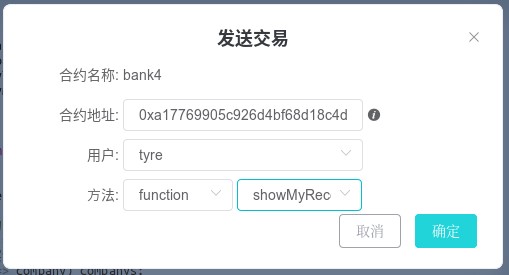 发送交易
合约名称: bank4
合约地址: 0xa17769905c926d4bf68d18c4d
用户: tyre
方法: function showMyRec
取消 确定
company) companys;